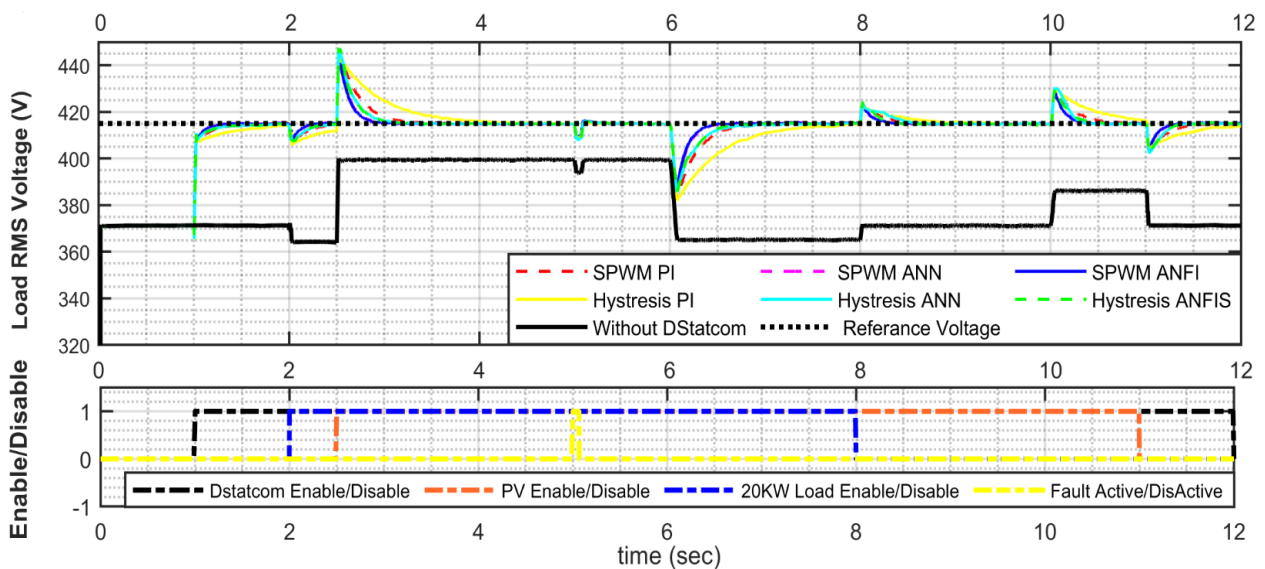 0 2 4 6 8 10 12
Load RMS Voltage (V)
440
420
400
380
360
340
320
SPWM PI SPWM ANN SPWM ANFI
Hystresis PI Hystresis ANN Hystresis ANFIS
Without DStatcom Referance Voltage
0 2 4 6 8 10 12
Enable/Disable
1
0
-1
Dstatcom Enable/Disable PV Enable/Disable 20KW Load Enable/Disable Fault Active/DisActive
0 2 4 6 8 10 12
time (sec)